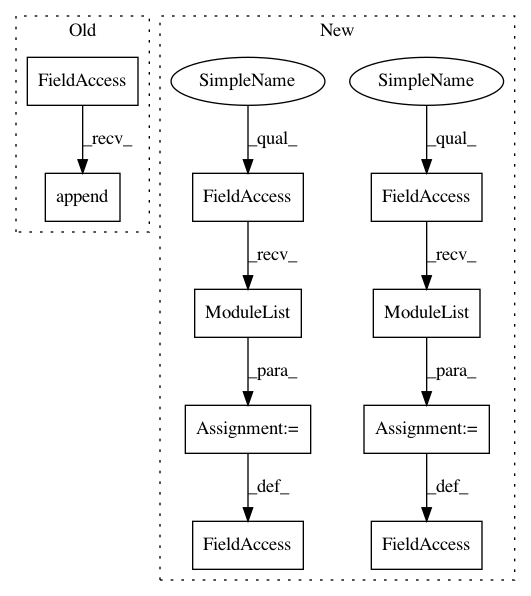 Old
New
FieldAccess
SimpleName
SimpleName
_recv_
_qual_
_qual_
append
FieldAccess
FieldAccess
_recv_
_recv_
ModuleList
ModuleList
_para_
_para_
Assignment:=
Assignment:=
_def_
_def_
FieldAccess
FieldAccess